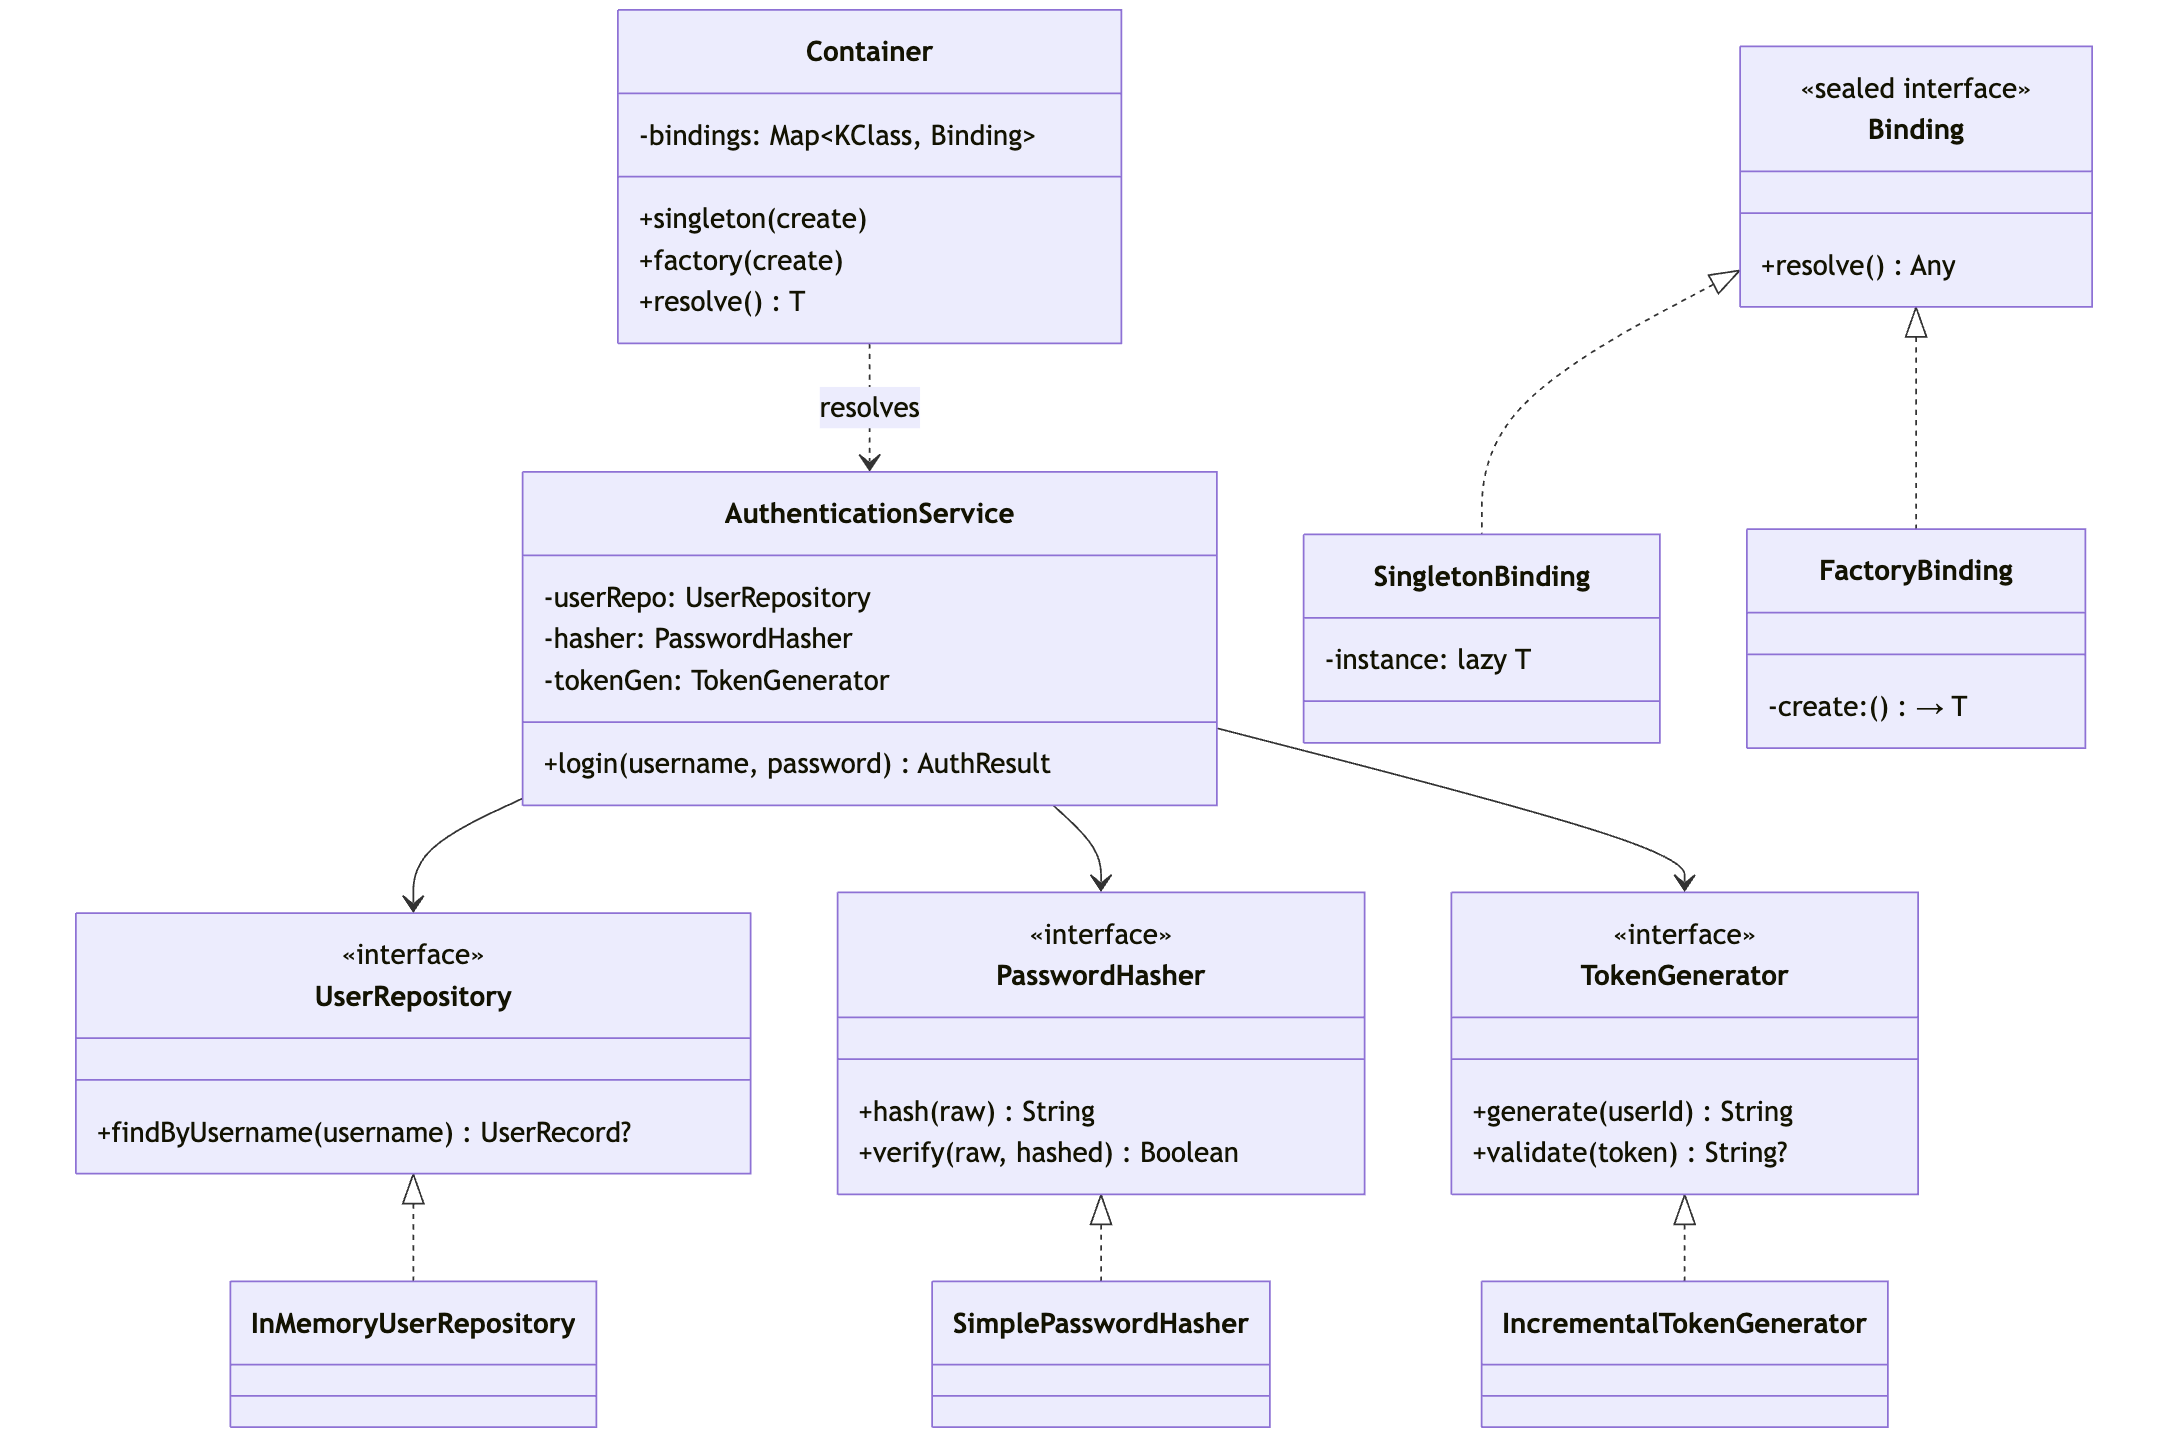 Container
-bindings: Map<KClass, Binding>
+singleton(create)
+factory(create)
+resolve() : T
«sealed interface»
Binding
+resolve() : Any
resolves
AuthenticationService
-userRepo: UserRepository
-hasher: PasswordHasher
-tokenGen: TokenGenerator
+login(username, password) : AuthResult
SingletonBinding
-instance: lazy T
FactoryBinding
-create:() : → T
«interface»
UserRepository
+findByUsername(username) : UserRecord?
«interface»
PasswordHasher
+hash(raw) : String
+verify(raw, hashed) : Boolean
«interface»
TokenGenerator
+generate(userId) : String
+validate(token) : String?
InMemoryUserRepository
SimplePasswordHasher
IncrementalTokenGenerator